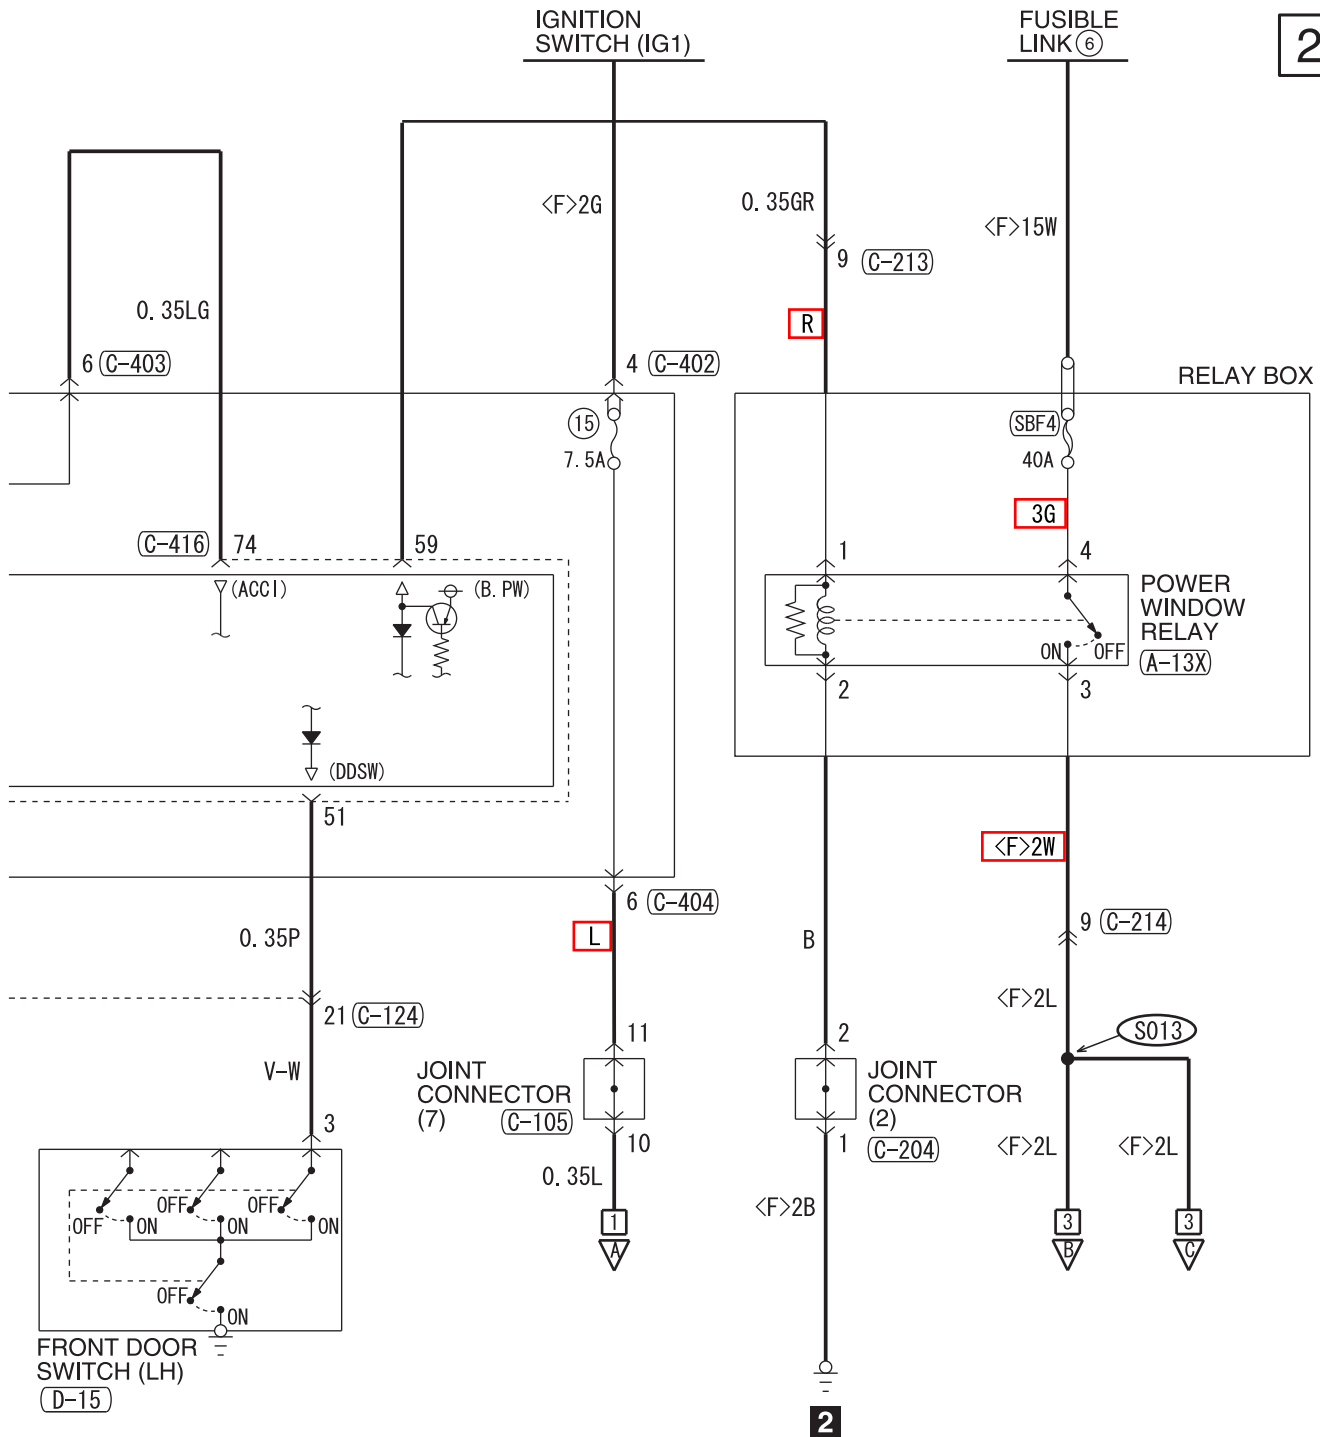 IGNITION
SWITCH (IG1)
FUSIBLE
LINK 6
2
<F>2G
0.35GR
<F>15W
9 C-213
0.35LG
R
6 C-403
4 C-402
RELAY BOX
15
7.5A
SBF4
40A
3G
C-416 74
59
1
4
(ACCI)
(B.PW)
POWER
WINDOW
RELAY
A-13X
ON OFF
2
3
(DDSW)
51
<F>2W
6 C-404
9 C-214
0.35P
L
B
<F>2L
21 C-124
S013
11
2
V-W
JOINT
CONNECTOR
(7) C-105
JOINT
CONNECTOR
(2)
C-204
3
10
1
<F>2L
<F>2L
0.35L
OFF OFF OFF
OFF ON ON ON
<F>2B
1
A
3
B
3
C
OFF
ON
FRONT DOOR
SWITCH (LH)
D-15
2